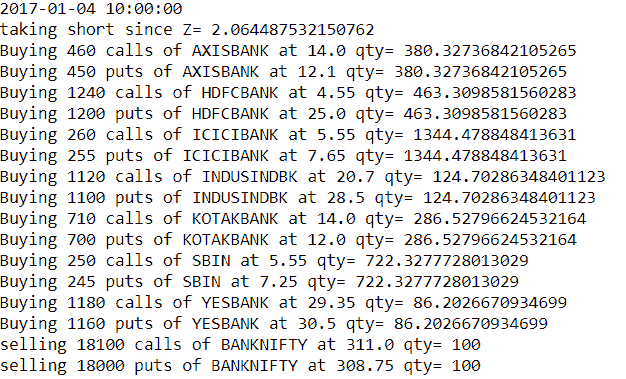 2017-01-04 10:00:00
taking short since Z= 2.064487532150762
Buying 460 calls of AXISBANK at 14.0 qty= 380.32736842105265
Buying 450 puts of AXISBANK at 12.1 qty= 380.32736842105265
Buying 1240 calls of HDFCBANK at 4.55 qty= 463.3098581560283
Buying 1200 puts of HDFCBANK at 25.0 qty= 463.3098581560283
Buying 260 calls of ICICIBANK at 5.55 qty= 1344.478848413631
Buying 255 puts of ICICIBANK at 7.65 qty= 1344.478848413631
Buying 1120 calls of INDUSINDBK at 20.7 qty= 124.70286348401123
Buying 1100 puts of INDUSINDBK at 28.5 qty= 124.70286348401123
Buying 710 calls of KOTAKBANK at 14.0 qty= 286.52796624532164
Buying 700 puts of KOTAKBANK at 12.0 qty= 286.52796624532164
Buying 250 calls of SBIN at 5.55 qty= 722.3277728013029
Buying 245 puts of SBIN at 7.25 qty= 722.3277728013029
Buying 1180 calls of YESBANK at 29.35 qty= 86.2026670934699
Buying 1160 puts of YESBANK at 30.5 qty= 86.2026670934699
selling 18100 calls of BANKNIFTY at 311.0 qty= 100
selling 18000 puts of BANKNIFTY at 308.75 qty= 100